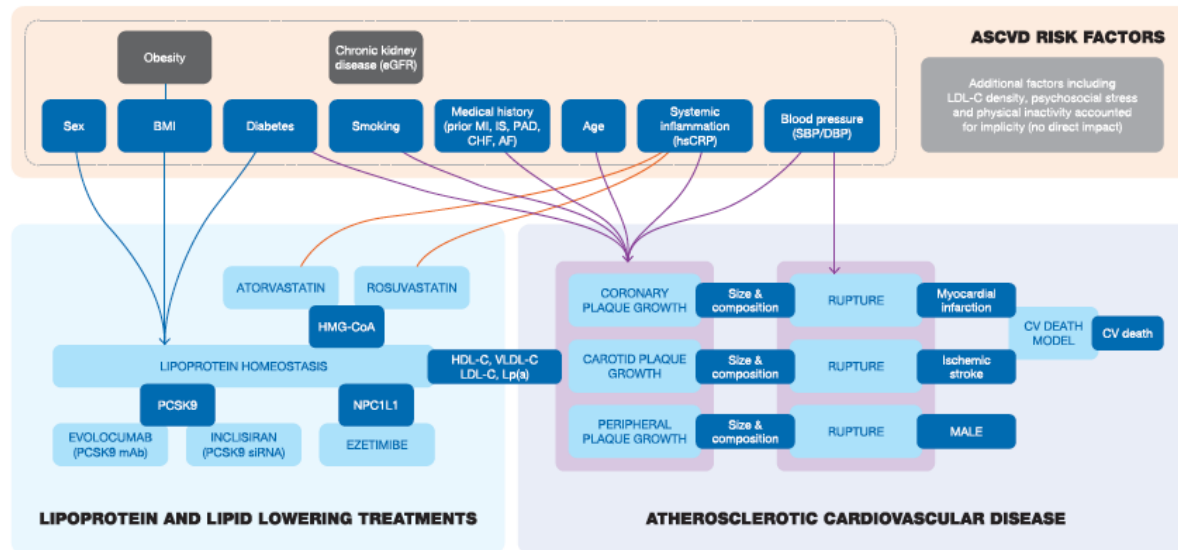 ASCVD RISK FACTORS
Obesity
Chronic kidney
disease (eGFR)
Additional factors including
LDL-C density, psychosocial stress
and physical inactivity accounted
for implicity (no direct impact)
Sex
BMI
Diabetes
Smoking
Medical history
(prior MI, IS, PAD,
CHF, AF)
Age
Systemic
inflammation
(hsCRP)
Blood pressure
(SBP/DBP)
ATORVASTATIN
ROSUVASTATIN
HMG-CoA
LIPOPROTEIN HOMEOSTASIS
HDL-C, VLDL-C
LDL-C, Lp(a)
PCSK9
NPC1L1
EVOLOCUMAB
(PCSK9 mAb)
INCLISIRAN
(PCSK9 siRNA)
EZETIMIBE
LIPOPROTEIN AND LIPID LOWERING TREATMENTS
CORONARY
PLAQUE GROWTH
Size &
composition
RUPTURE
Myocardial
infarction
CV DEATH
MODEL
CV death
CAROTID PLAQUE
GROWTH
Size &
composition
RUPTURE
Ischemic
stroke
PERIPHERAL
PLAQUE GROWTH
Size &
composition
RUPTURE
MALE
ATHEROSCLEROTIC CARDIOVASCULAR DISEASE